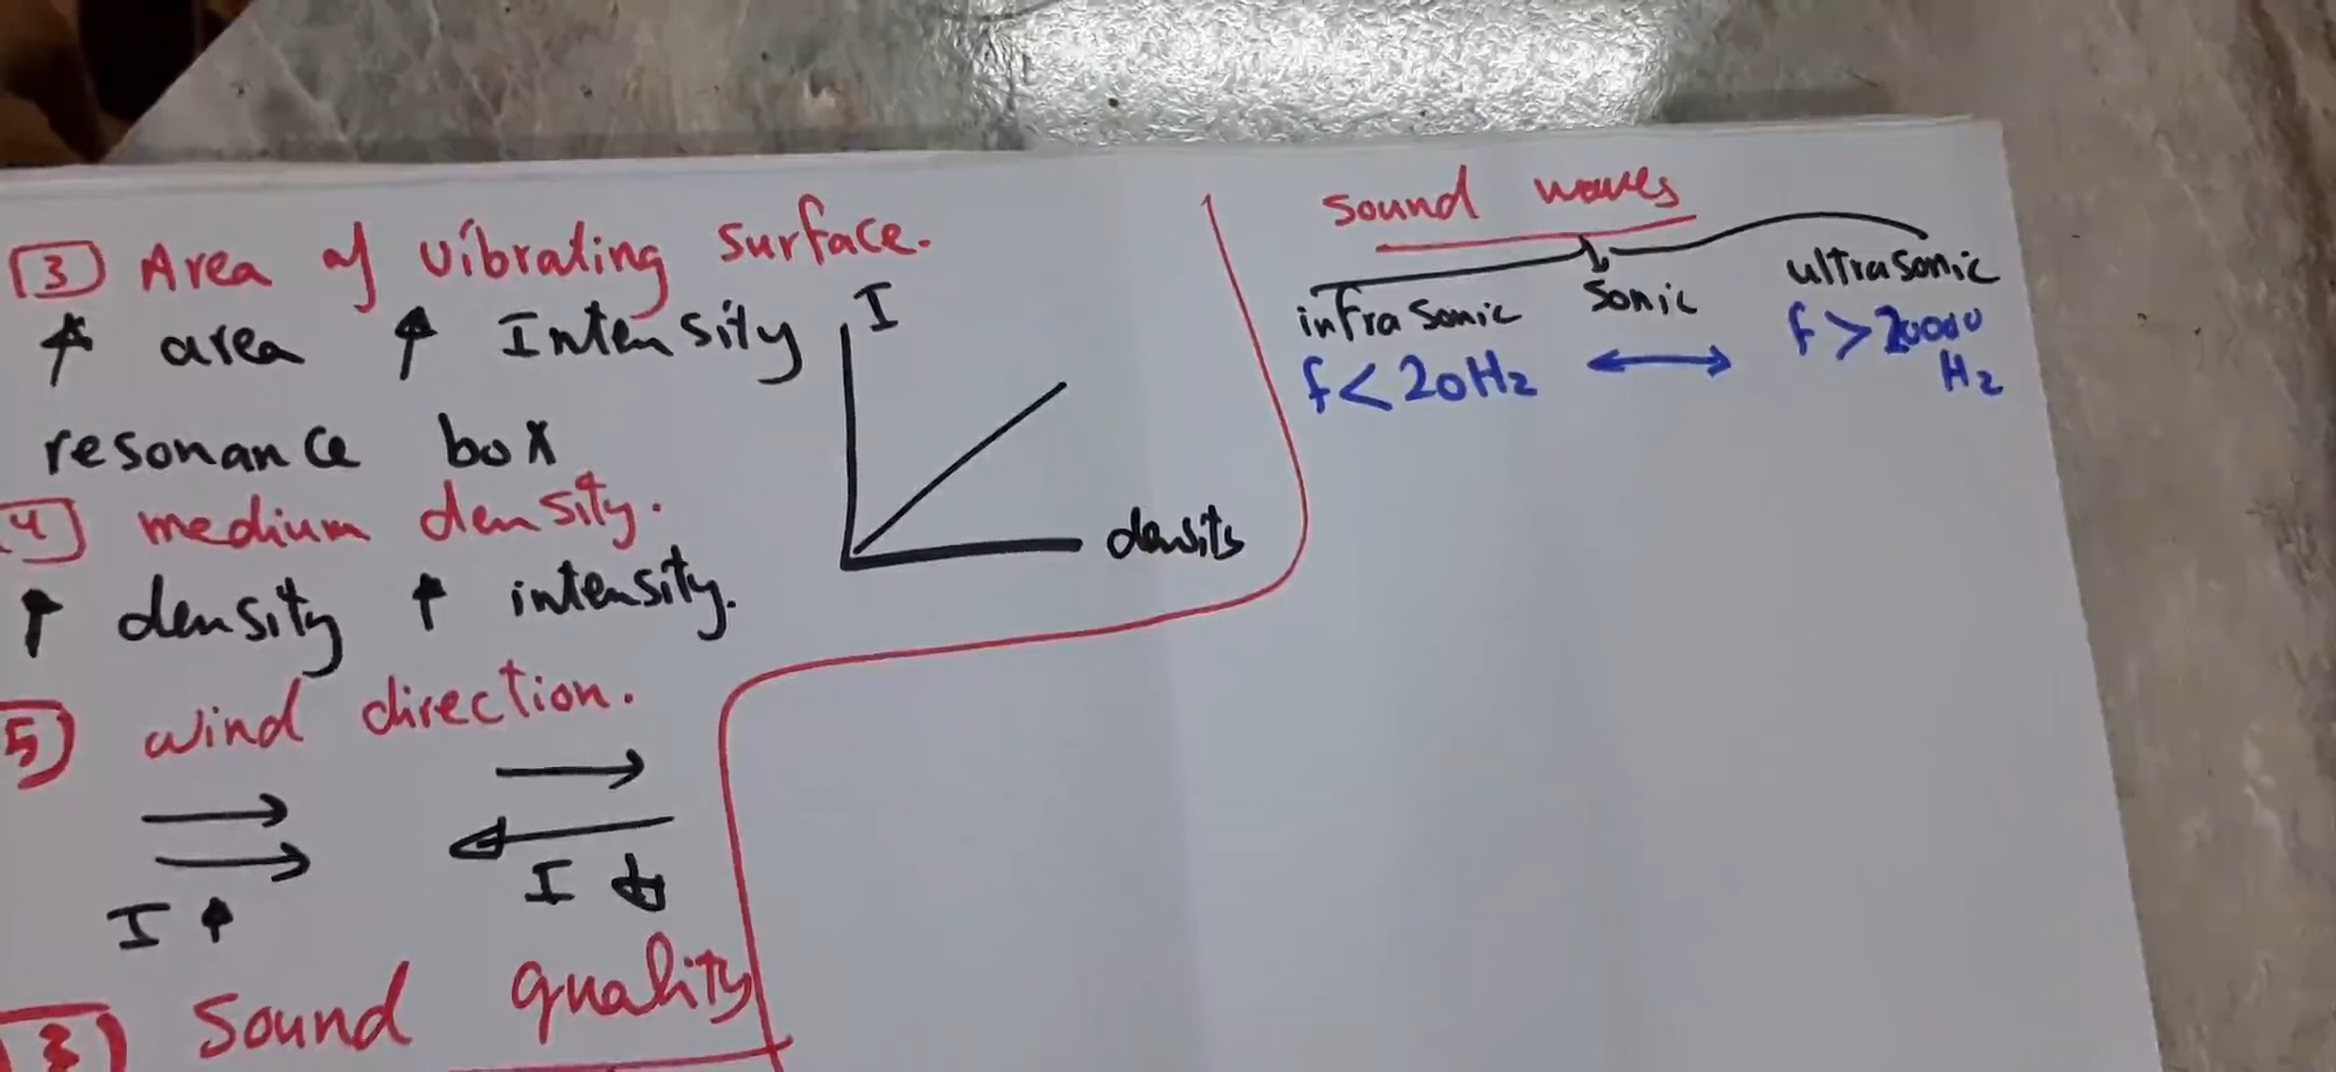 3 Area of vibrating surface.
↑ area ↑ Intensity
I
resonance box
4 medium density.
density
↑ density ↑ intensity.
5 wind direction.
→ →
→ ←
I ↑ I ↓
3 Sound quality
Sound waves
infrasonic sonic ultrasonic
f < 20Hz ↔ f > 20000
Hz